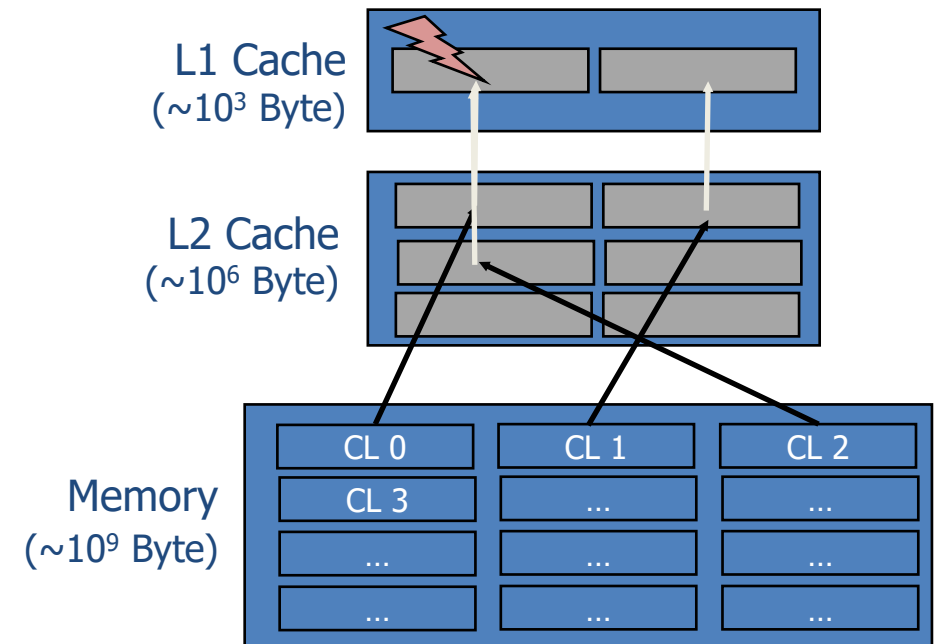 L1 Cache
(~10³ Byte)
L2 Cache
(~10⁶ Byte)
CL 0 CL 1 CL 2
Memory
(~10⁹ Byte)
CL 3 ... ...
... ... ...
... ... ...